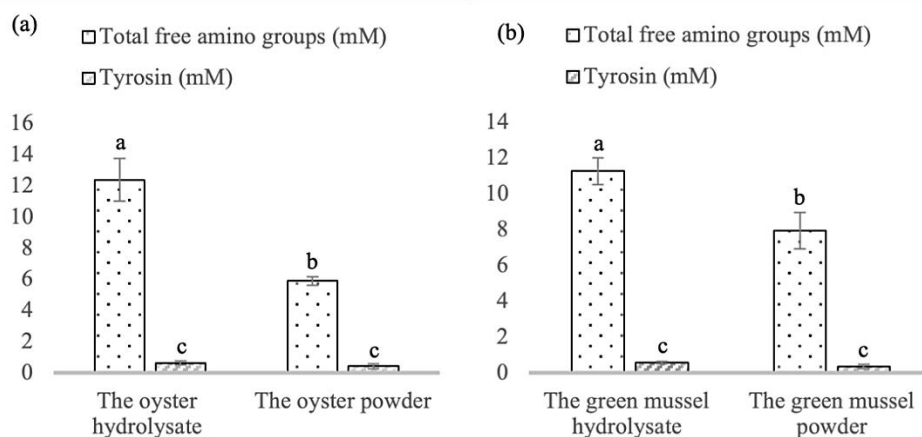 (a)
Total free amino groups (mM)
Tyrosin (mM)
16
14
12
10
8
6
4
2
0
a
c
b
c
The oyster
hydrolysate
The oyster powder
(b)
Total free amino groups (mM)
Tyrosin (mM)
14
12
10
8
6
4
2
0
a
c
b
c
The green mussel
hydrolysate
The green mussel
powder